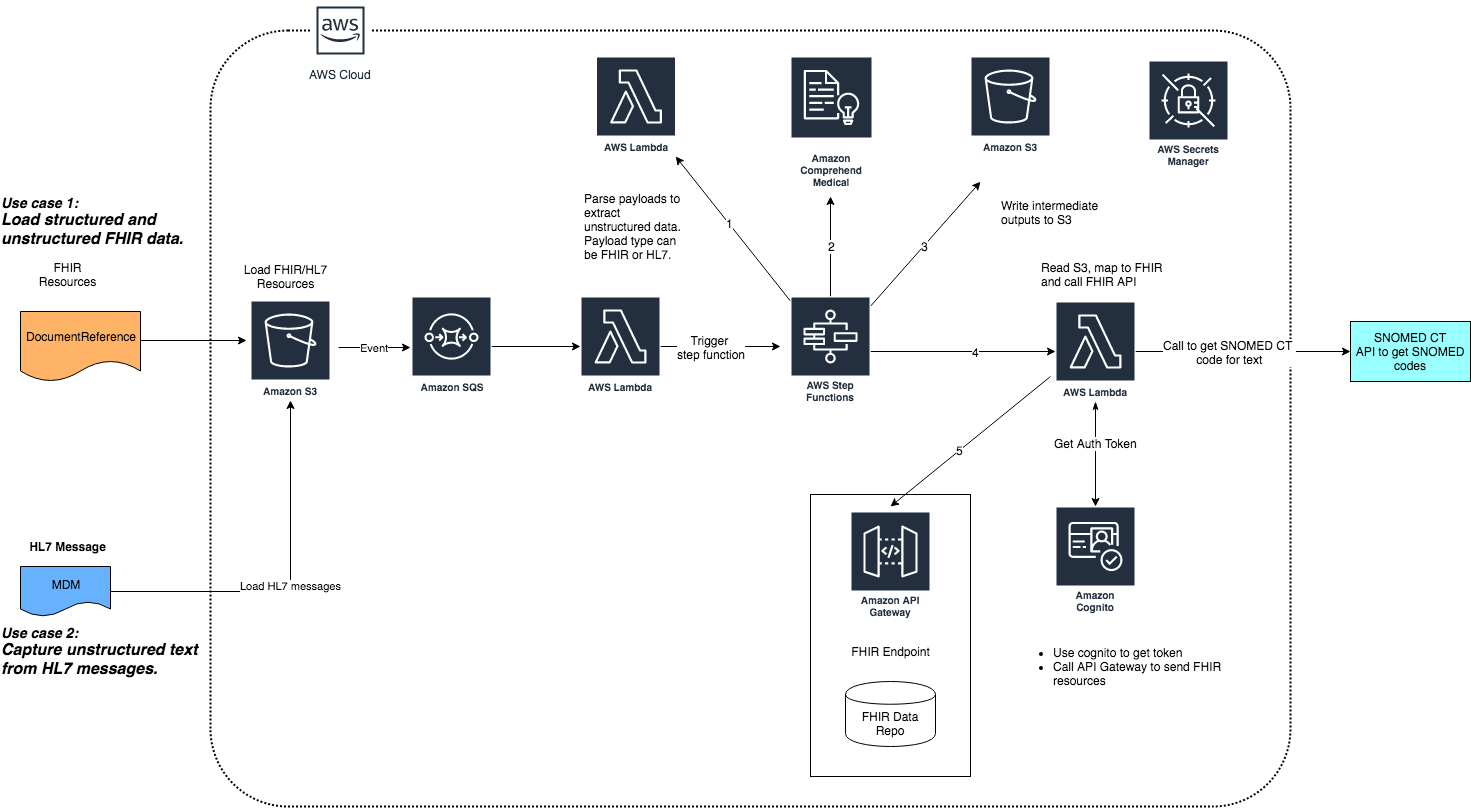 aws
AWS Cloud
AWS Lambda
Amazon
Comprehend
Medical
Amazon S3
AWS Secrets
Manager
Use case 1:
Load structured and
unstructured FHIR data.
Parse payloads to
extract
unstructured data.
Payload type can
be FHIR or HL7.
1
2
3
Write intermediate
outputs to S3
FHIR
Resources
DocumentReference
Load FHIR/HL7
Resources
Amazon S3
Event
Amazon SQS
AWS Lambda
Trigger
step function
AWS Step
Functions
4
Read S3, map to FHIR
and call FHIR API
AWS Lambda
Call to get SNOMED CT
code for text
SNOMED CT
API to get SNOMED
codes
5
Get Auth Token
HL7 Message
MDM
Load HL7 messages
Use case 2:
Capture unstructured text
from HL7 messages.
</>
Amazon API
Gateway
FHIR Endpoint
FHIR Data
Repo
Amazon
Cognito
• Use cognito to get token
• Call API Gateway to send FHIR
resources